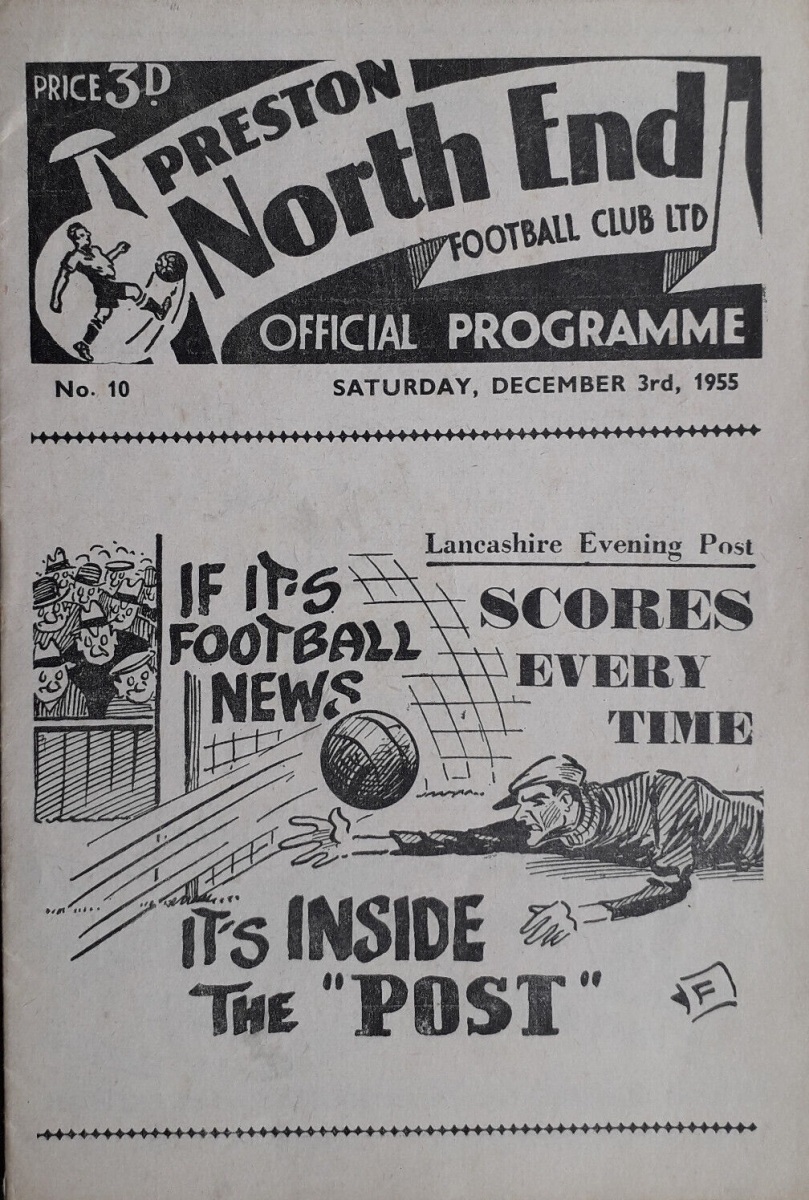 PRICE 3D.
PRESTON
North End
FOOTBALL CLUB LTD
OFFICIAL PROGRAMME
No. 10 SATURDAY, DECEMBER 3rd, 1955
Lancashire Evening Post
SCORES
EVERY
TIME
IF IT'S
FOOTBALL
NEWS
IT'S INSIDE
THE "POST"
F